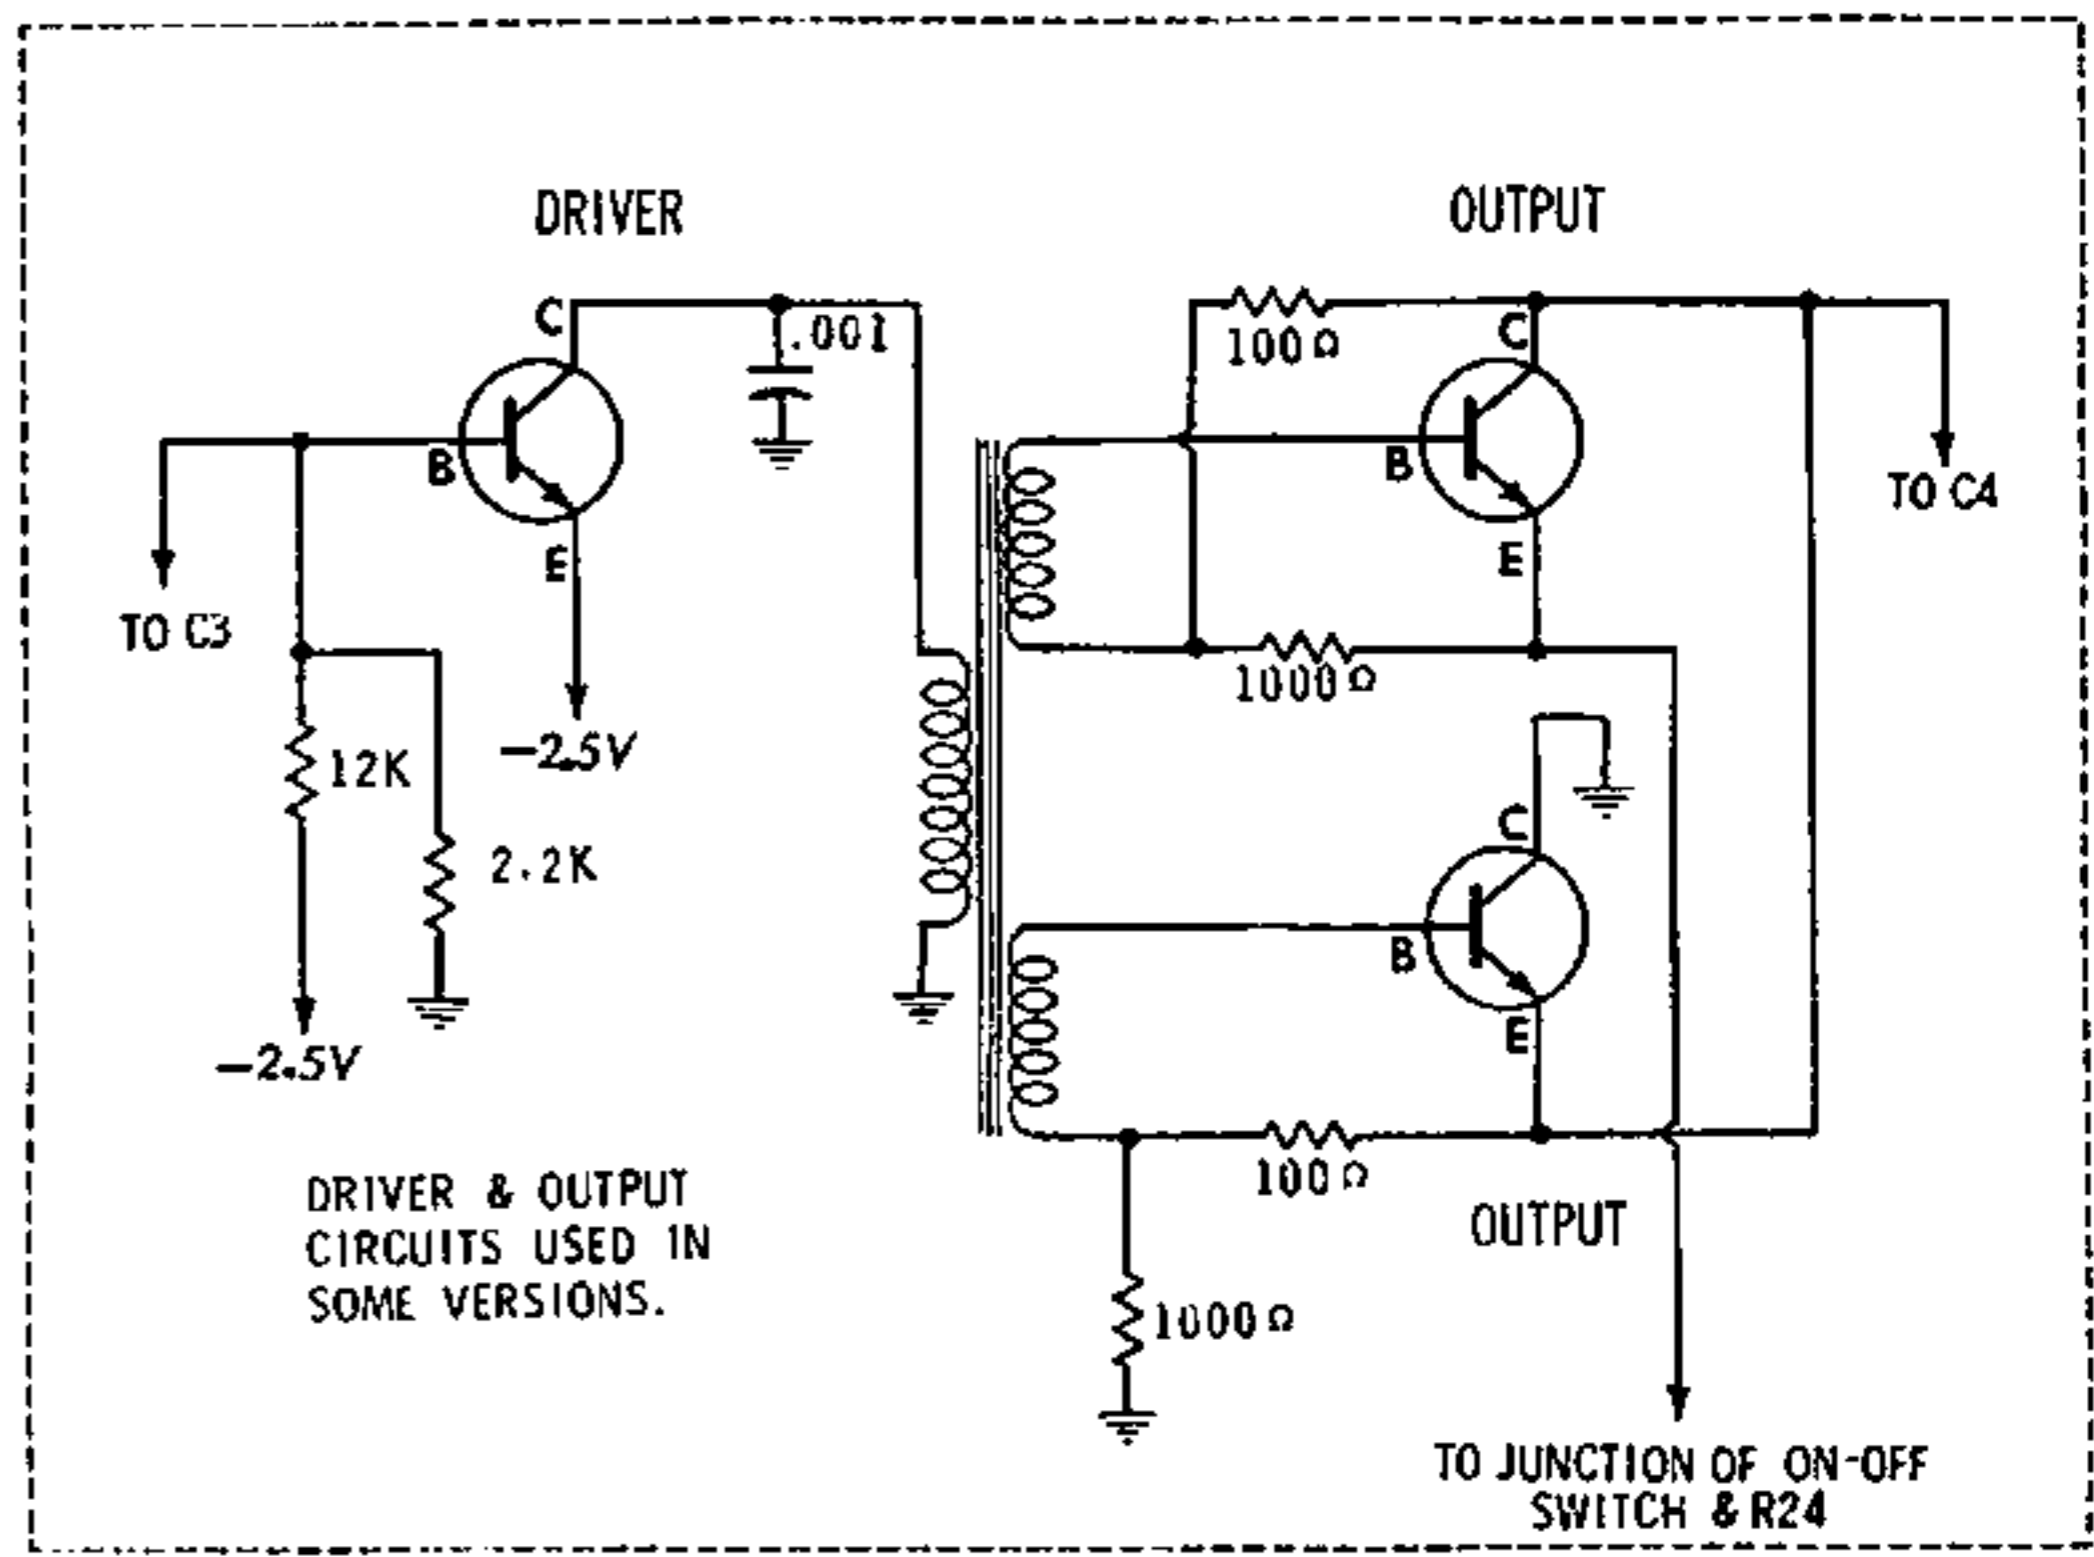 DRIVER
OUTPUT
C
.001
100Ω
C
B
B
TO C4
E
E
TO C3
1000Ω
–2.5V
12K
C
2.2K
B
E
–2.5V
100Ω
DRIVER & OUTPUT
CIRCUITS USED IN
SOME VERSIONS.
OUTPUT
1000Ω
TO JUNCTION OF ON-OFF
SWITCH & R24